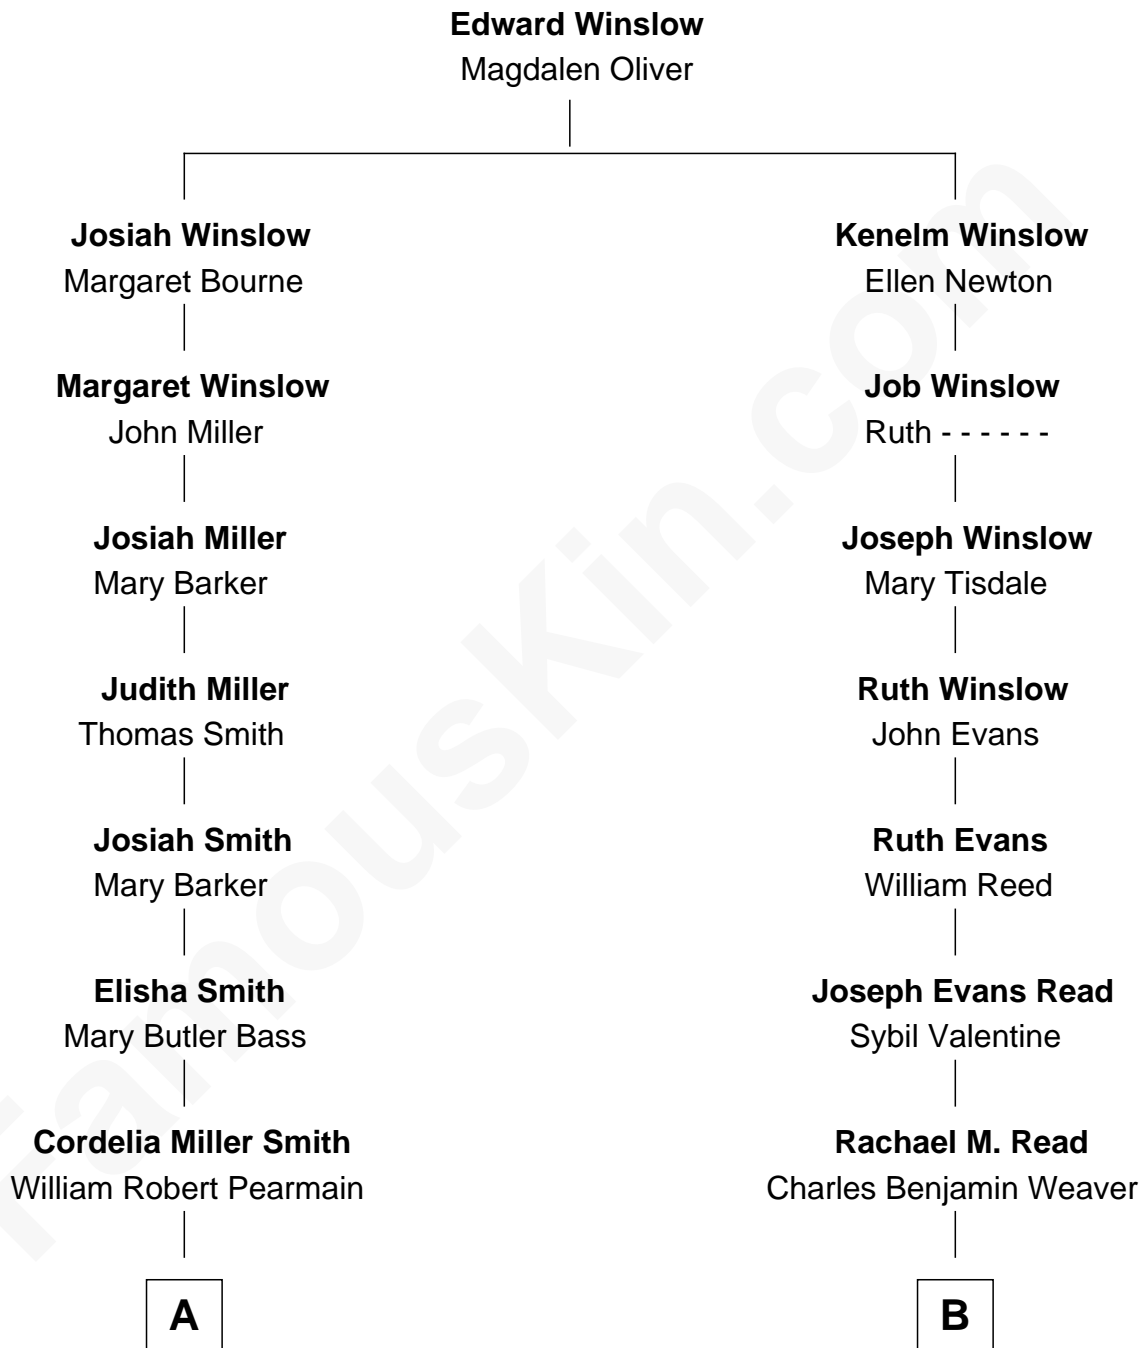 Edward Winslow
Magdalen Oliver
Josiah Winslow
Margaret Bourne
Kenelm Winslow
Ellen Newton
Margaret Winslow
John Miller
Job Winslow
Ruth - - - - - -
Josiah Miller
Mary Barker
Joseph Winslow
Mary Tisdale
Judith Miller
Thomas Smith
Ruth Winslow
John Evans
Josiah Smith
Mary Barker
Ruth Evans
William Reed
Elisha Smith
Mary Butler Bass
Joseph Evans Read
Sybil Valentine
Cordelia Miller Smith
William Robert Pearmain
Rachael M. Read
Charles Benjamin Weaver
A
B
FamousKin.com